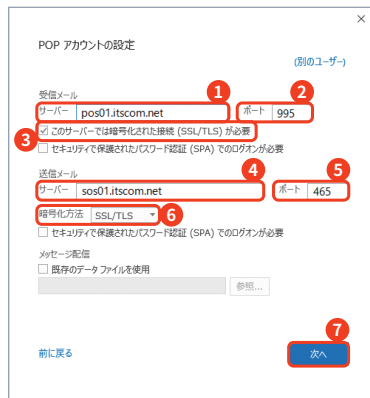 ×
POP アカウントの設定
(別のユーザー)
受信メール
サーバー pos01.itscom.net ポート 995
1 2
3 このサーバーでは暗号化された接続 (SSL/TLS) が必要
セキュリティで保護されたパスワード認証 (SPA) でのログオンが必要
送信メール
サーバー sos01.itscom.net ポート 465
4 5
暗号化方法 SSL/TLS 6
セキュリティで保護されたパスワード認証 (SPA) でのログオンが必要
メッセージ配信
既存のデータ ファイルを使用
参照...
7
前に戻る 次へ